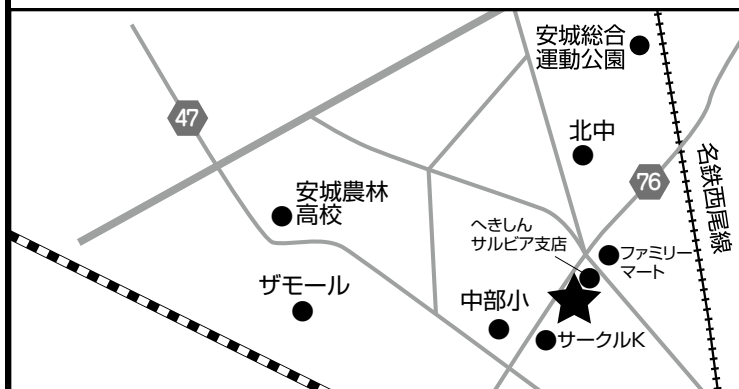 安城総合
運動公園
47
北中
76
名鉄西尾線
安城農林
高校
へきしん
サルビア支店
ファミリー
マート
ザモール
中部小
サークルK